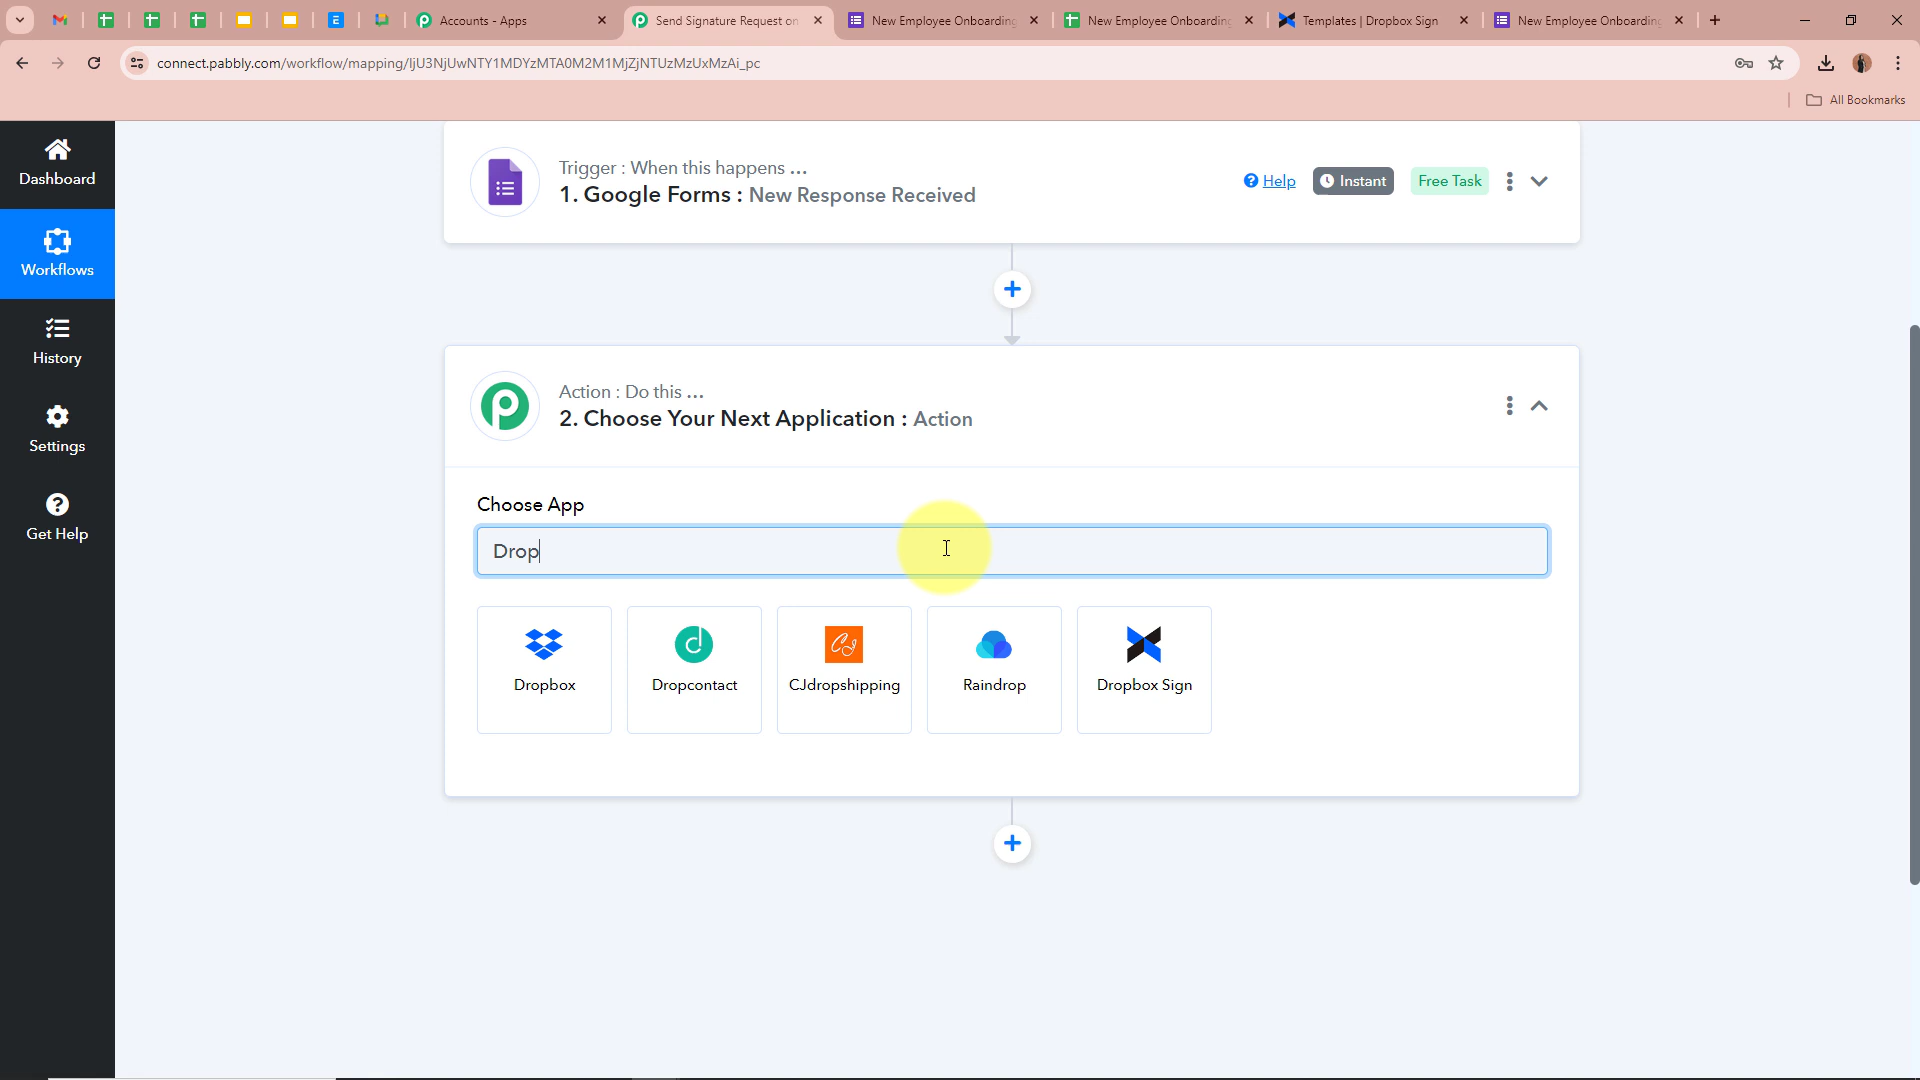 Accounts - Apps
Send Signature Request on
New Employee Onboarding
New Employee Onboarding
Templates | Dropbox Sign
New Employee Onboarding
connect.pabbly.com/workflow/mapping/IjU3NjUwNTY1MDYzMTA0M2M1MjZjNTUzMzUxMzAi_pc
All Bookmarks
Dashboard
Workflows
History
Settings
Get Help
Trigger : When this happens ...
1. Google Forms : New Response Received
Help
Instant
Free Task
Action : Do this ...
2. Choose Your Next Application : Action
Choose App
Drop
Dropbox
Dropcontact
CJdropshipping
Raindrop
Dropbox Sign